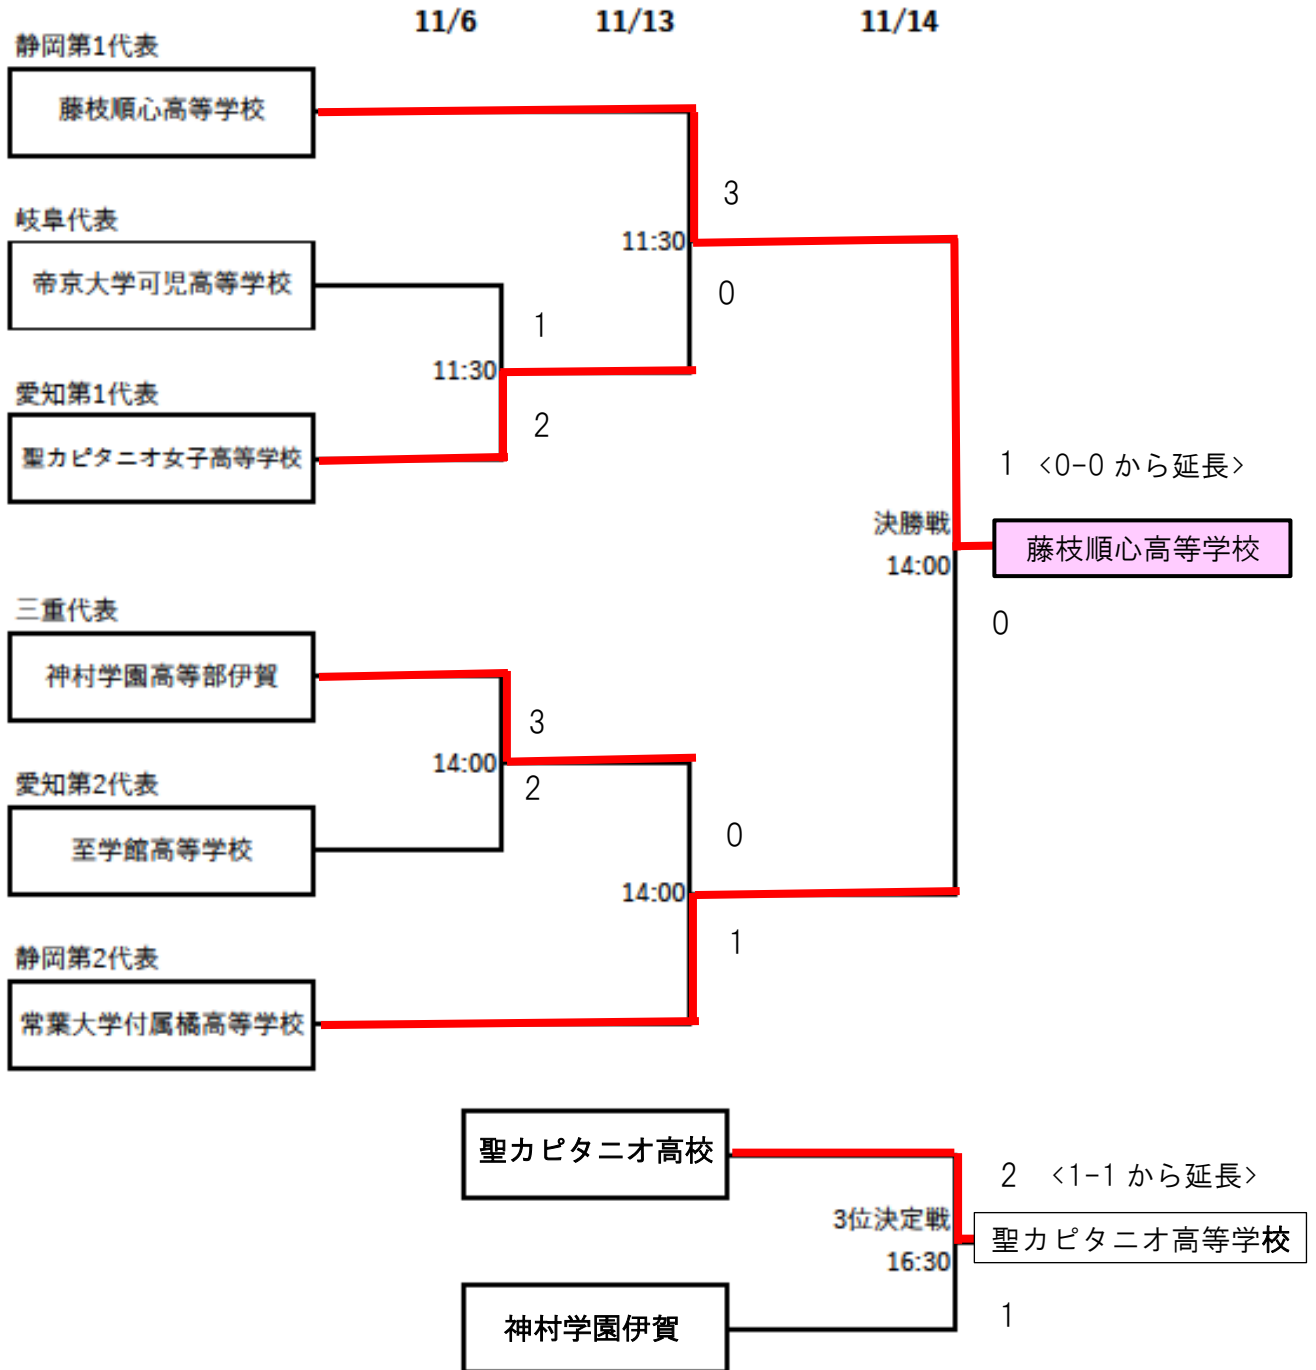 11/6 11/13 11/14
静岡第1代表
藤枝順心高等学校
3
岐阜代表
11:30
帝京大学可児高等学校
0
1
11:30
愛知第1代表
2
聖カピタニオ女子高等学校
1 <0-0 から延長>
決勝戦
藤枝順心高等学校
14:00
三重代表
0
神村学園高等部伊賀
3
14:00
愛知第2代表
2
0
至学館高等学校
14:00
1
静岡第2代表
常葉大学付属橘高等学校
聖カピタニオ高校
2 <1-1 から延長>
3位決定戦
聖カピタニオ高等学校
16:30
1
神村学園伊賀